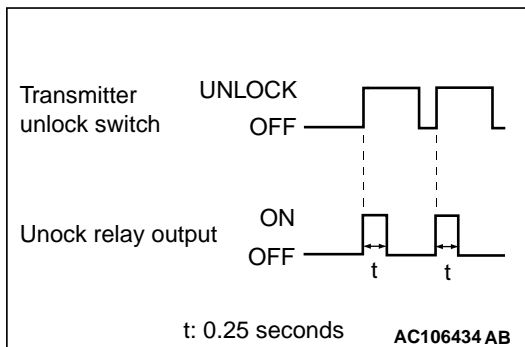 Transmitter
unlock switch
UNLOCK
OFF
Unock relay output
ON
OFF
t
t
t: 0.25 seconds
AC106434 AB